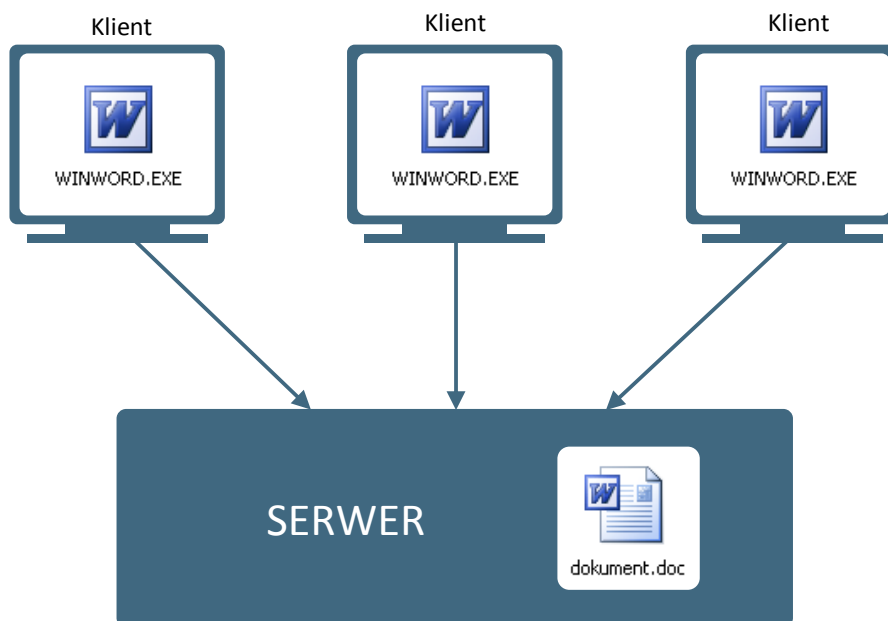 Klient
Klient
Klient
WINWORD.EXE
WINWORD.EXE
WINWORD.EXE
SERWER
dokument.doc